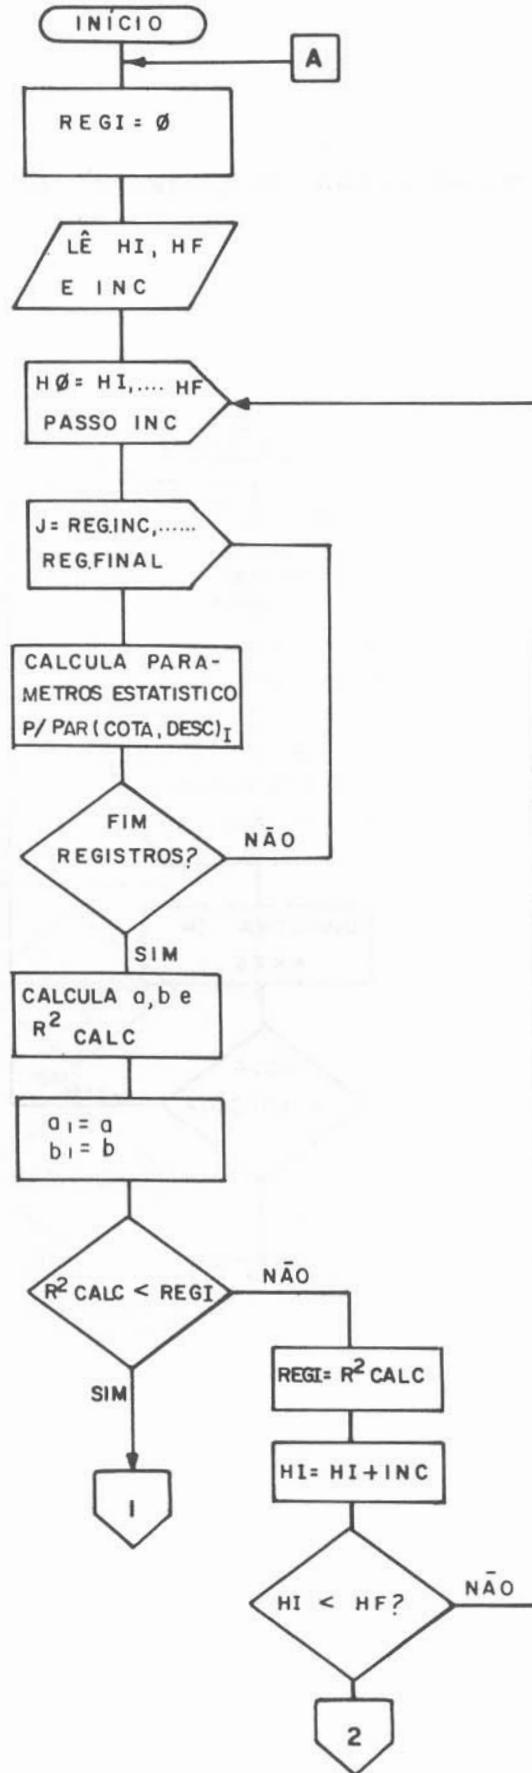 INÍCIO
A
REGI = Ø
LÊ HI, HF
E INC
HØ = HI,.... HF
PASSO INC
J = REG.INC,......
REG.FINAL
CALCULA PARA-
METROS ESTATISTICO
P/ PAR (COTA, DESC)I
FIM
REGISTROS?
NÃO
SIM
CALCULA a,b e
R² CALC
a1 = a
b1 = b
R² CALC < REGI
NÃO
SIM
REGI = R² CALC
1
HI = HI + INC
HI < HF?
NÃO
2